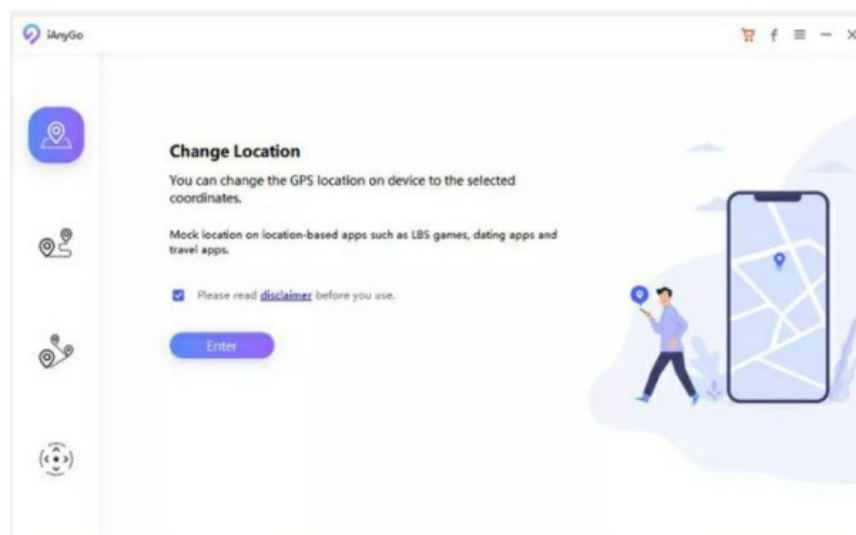 iAnyGo
Change Location
You can change the GPS location on device to the selected
coordinates.
Mock location on location-based apps such as LBS games, dating apps and
travel apps.
Please read disclaimer before you use.
Enter